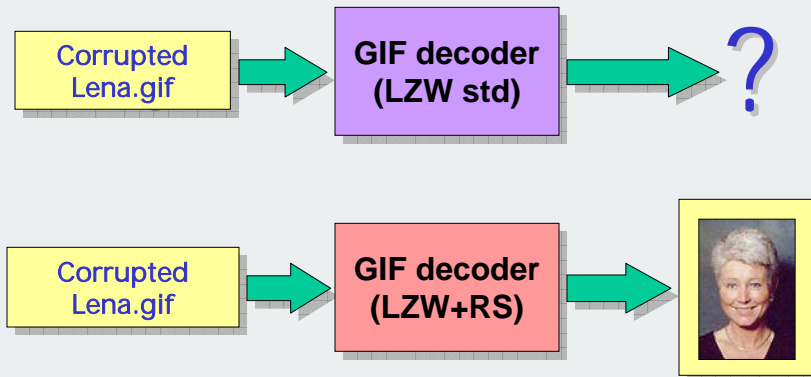 Corrupted
Lena.gif
GIF decoder
(LZW std)
?
Corrupted
Lena.gif
GIF decoder
(LZW+RS)